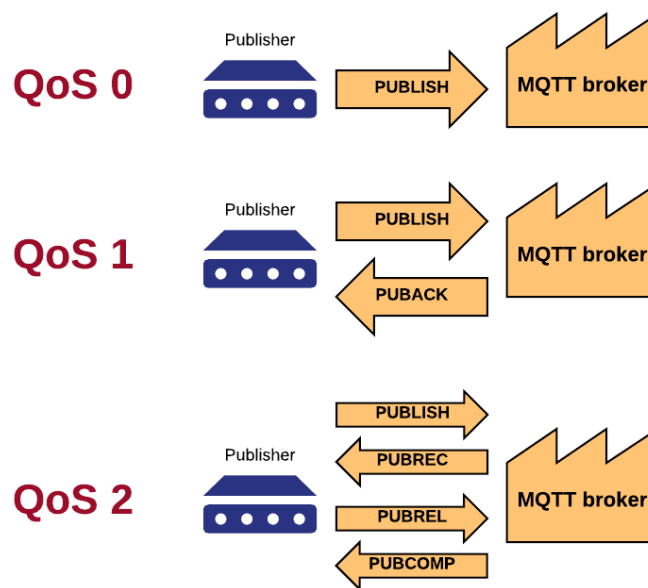 Publisher
QoS 0
PUBLISH
MQTT broker
Publisher
QoS 1
PUBLISH
MQTT broker
PUBACK
Publisher
QoS 2
PUBLISH
PUBREC
MQTT broker
PUBREL
PUBCOMP